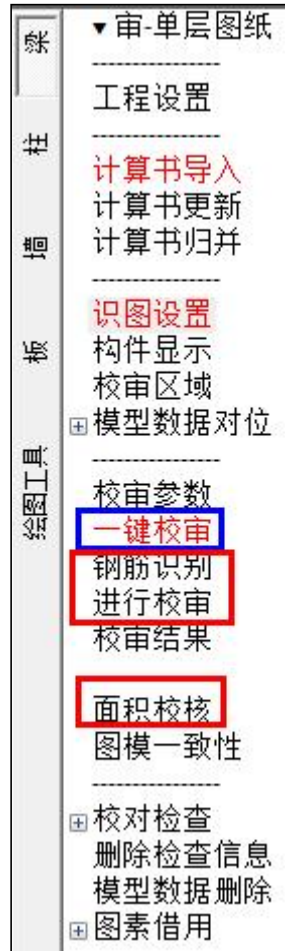 梁
柱
墙
板
绘图工具
▼审-单层图纸
--------------
工程设置
--------------
计算书导入
计算书更新
计算书归并
--------------
识图设置
构件显示
校审区域
模型数据对位
--------------
校审参数
一键校审
钢筋识别
进行校审
校审结果
面积校核
图模一致性
--------------
校对检查
删除检查信息
模型数据删除
图素借用